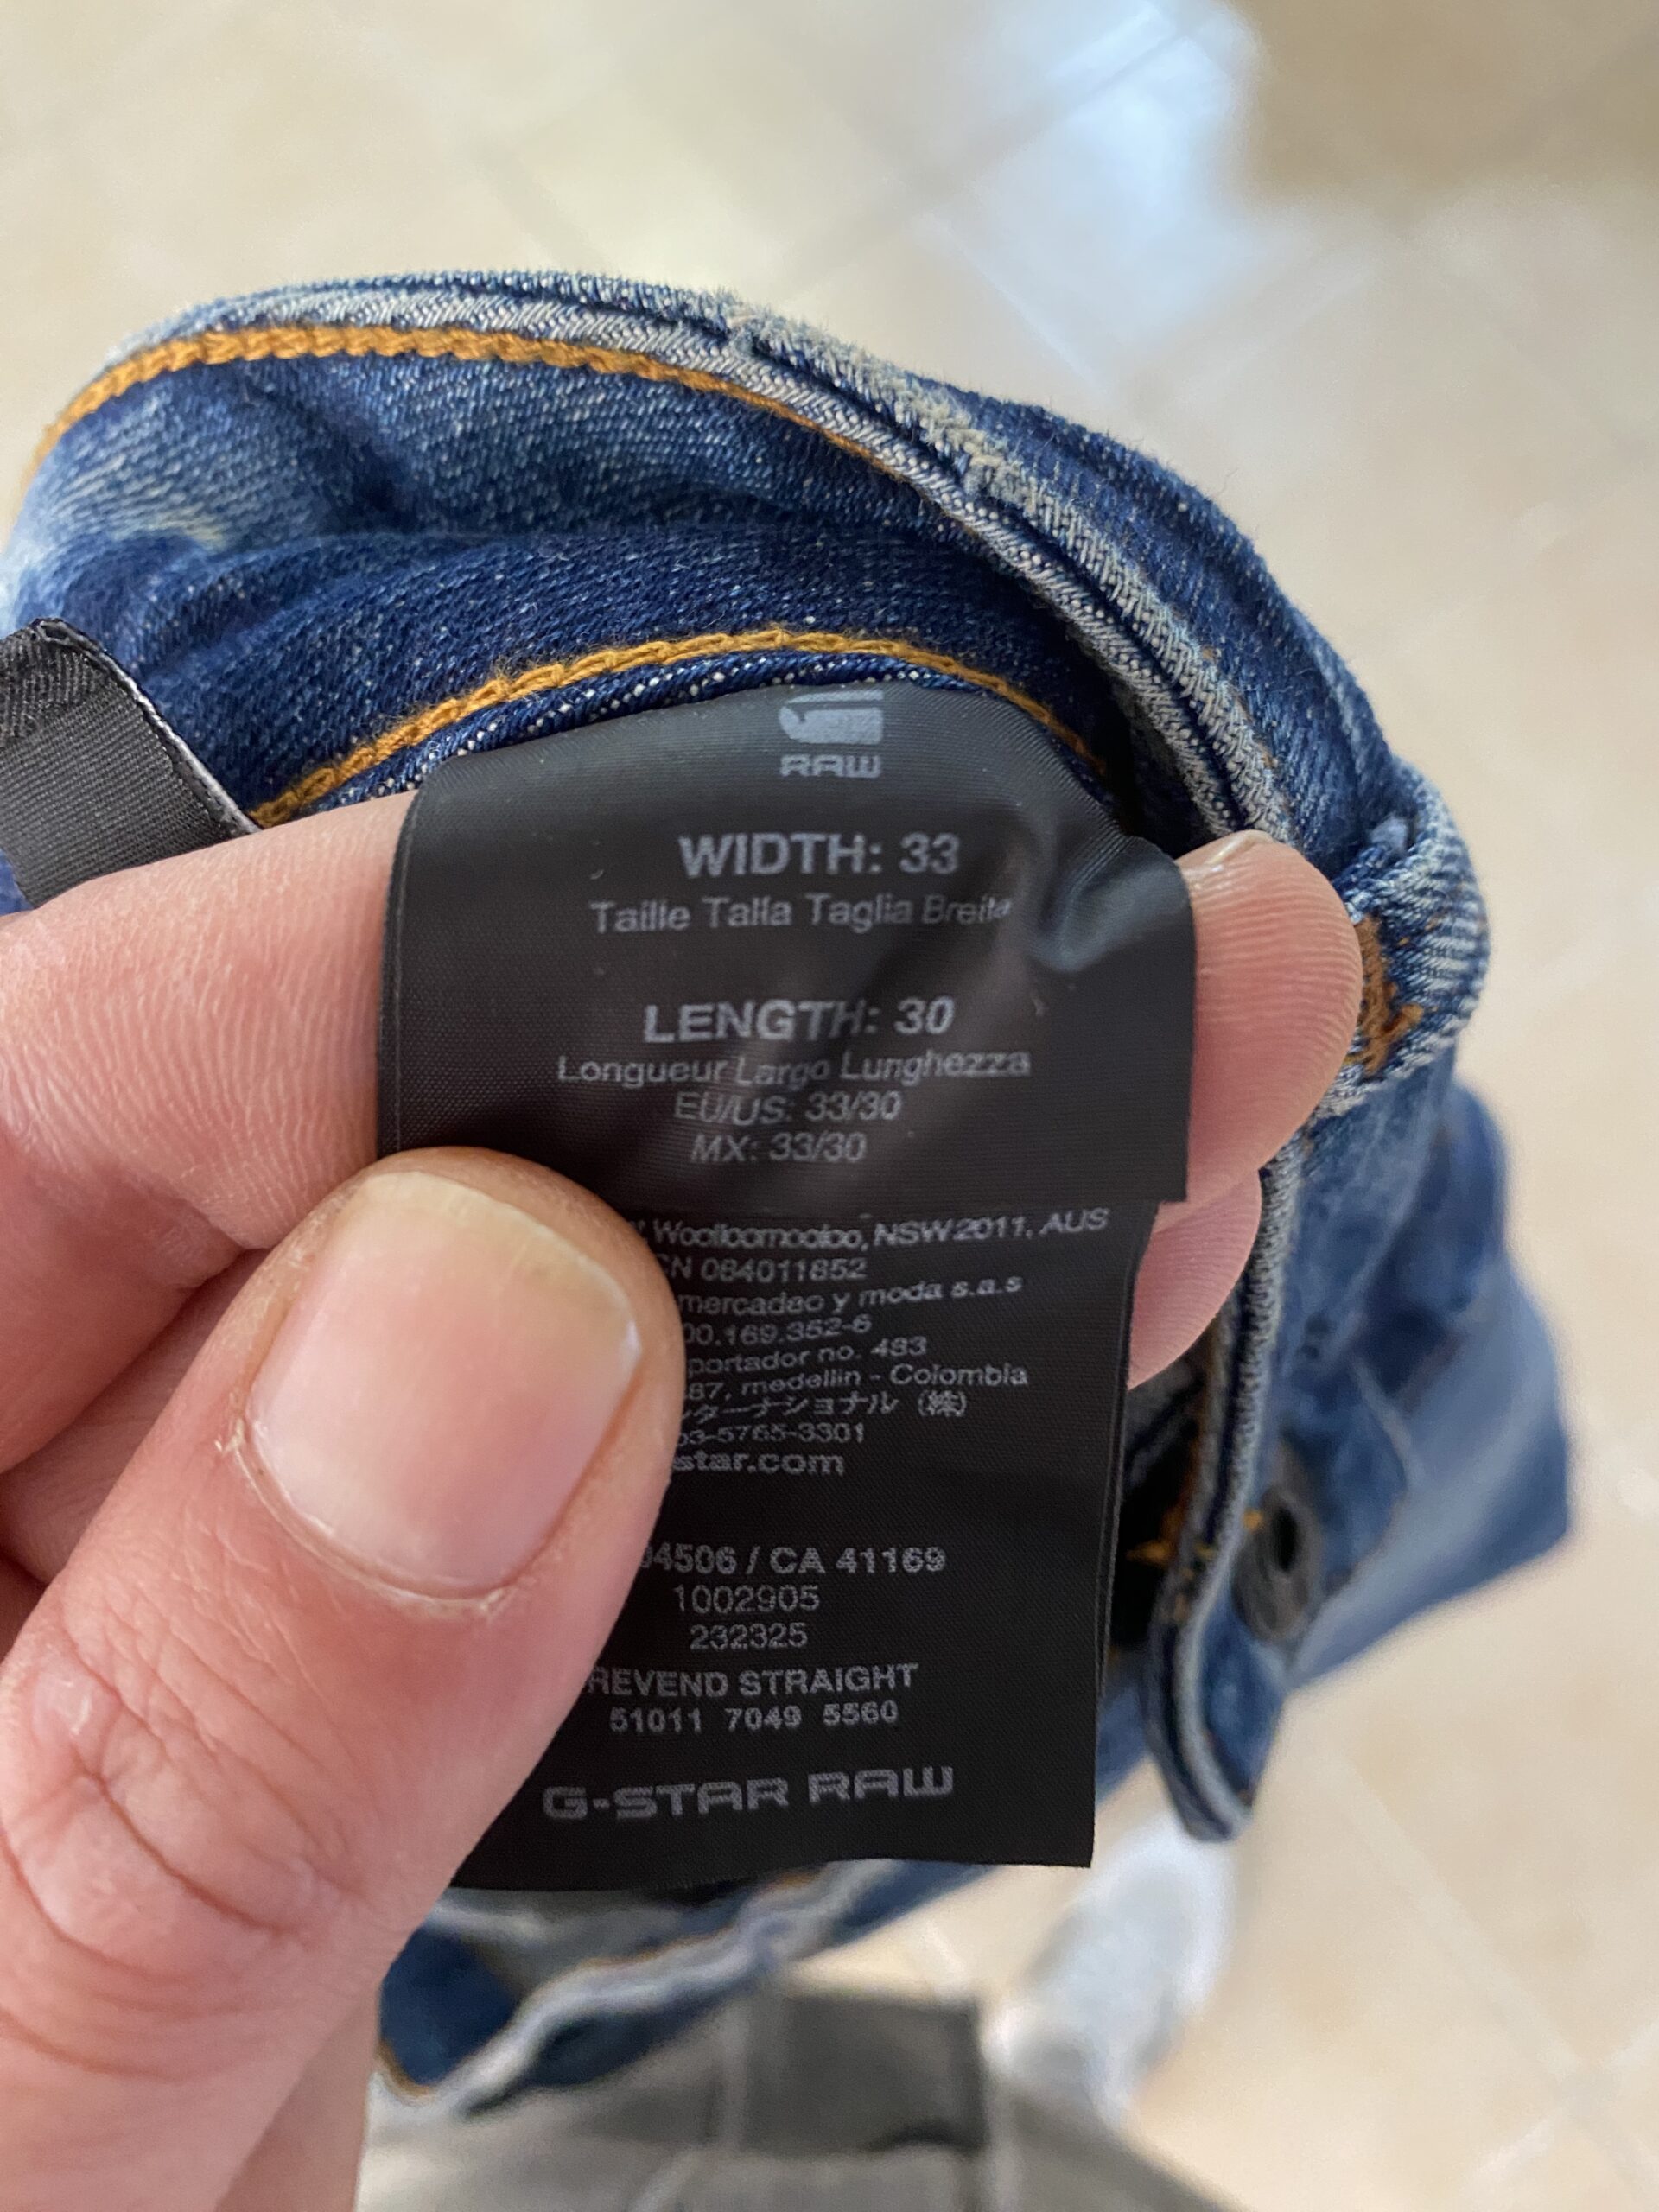 RAW
WIDTH: 33
Taille Talla Taglia Breite
LENGTH: 30
Longueur Largo Lunghezza
EU/US: 33/30
MX: 33/30
Woolloomooloo, NSW 2011, AUS
CN 084011852
mercadeo y moda s.a.s
00.169.352-6
portador no. 483
87, medellin - Colombia
ンターナショナル (株)
03-5765-3301
star.com
04506 / CA 41169
1002905
232325
REVEND STRAIGHT
51011 7049 5560
G-STAR RAW